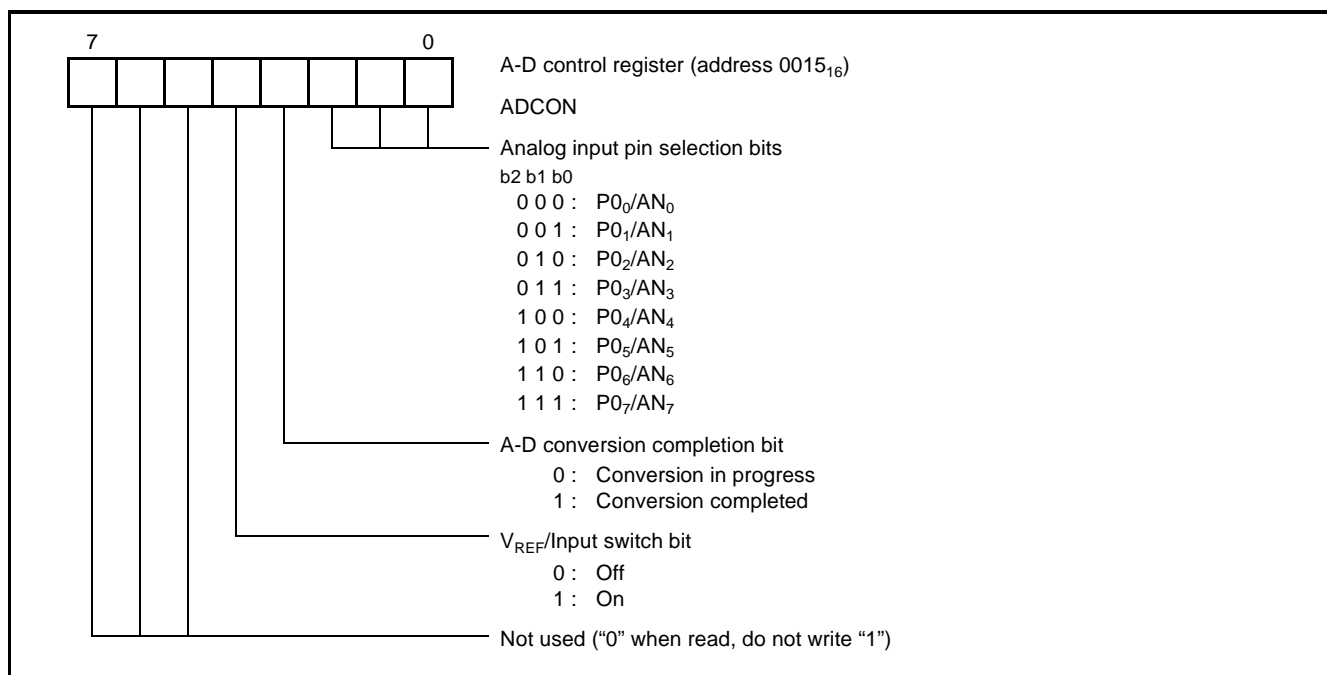 7 0
A-D control register (address 0015₁₆)
ADCON
Analog input pin selection bits
b2 b1 b0
0 0 0 : P0₀/AN₀
0 0 1 : P0₁/AN₁
0 1 0 : P0₂/AN₂
0 1 1 : P0₃/AN₃
1 0 0 : P0₄/AN₄
1 0 1 : P0₅/AN₅
1 1 0 : P0₆/AN₆
1 1 1 : P0₇/AN₇
A-D conversion completion bit
0 : Conversion in progress
1 : Conversion completed
V_REF/Input switch bit
0 : Off
1 : On
Not used (“0” when read, do not write “1”)